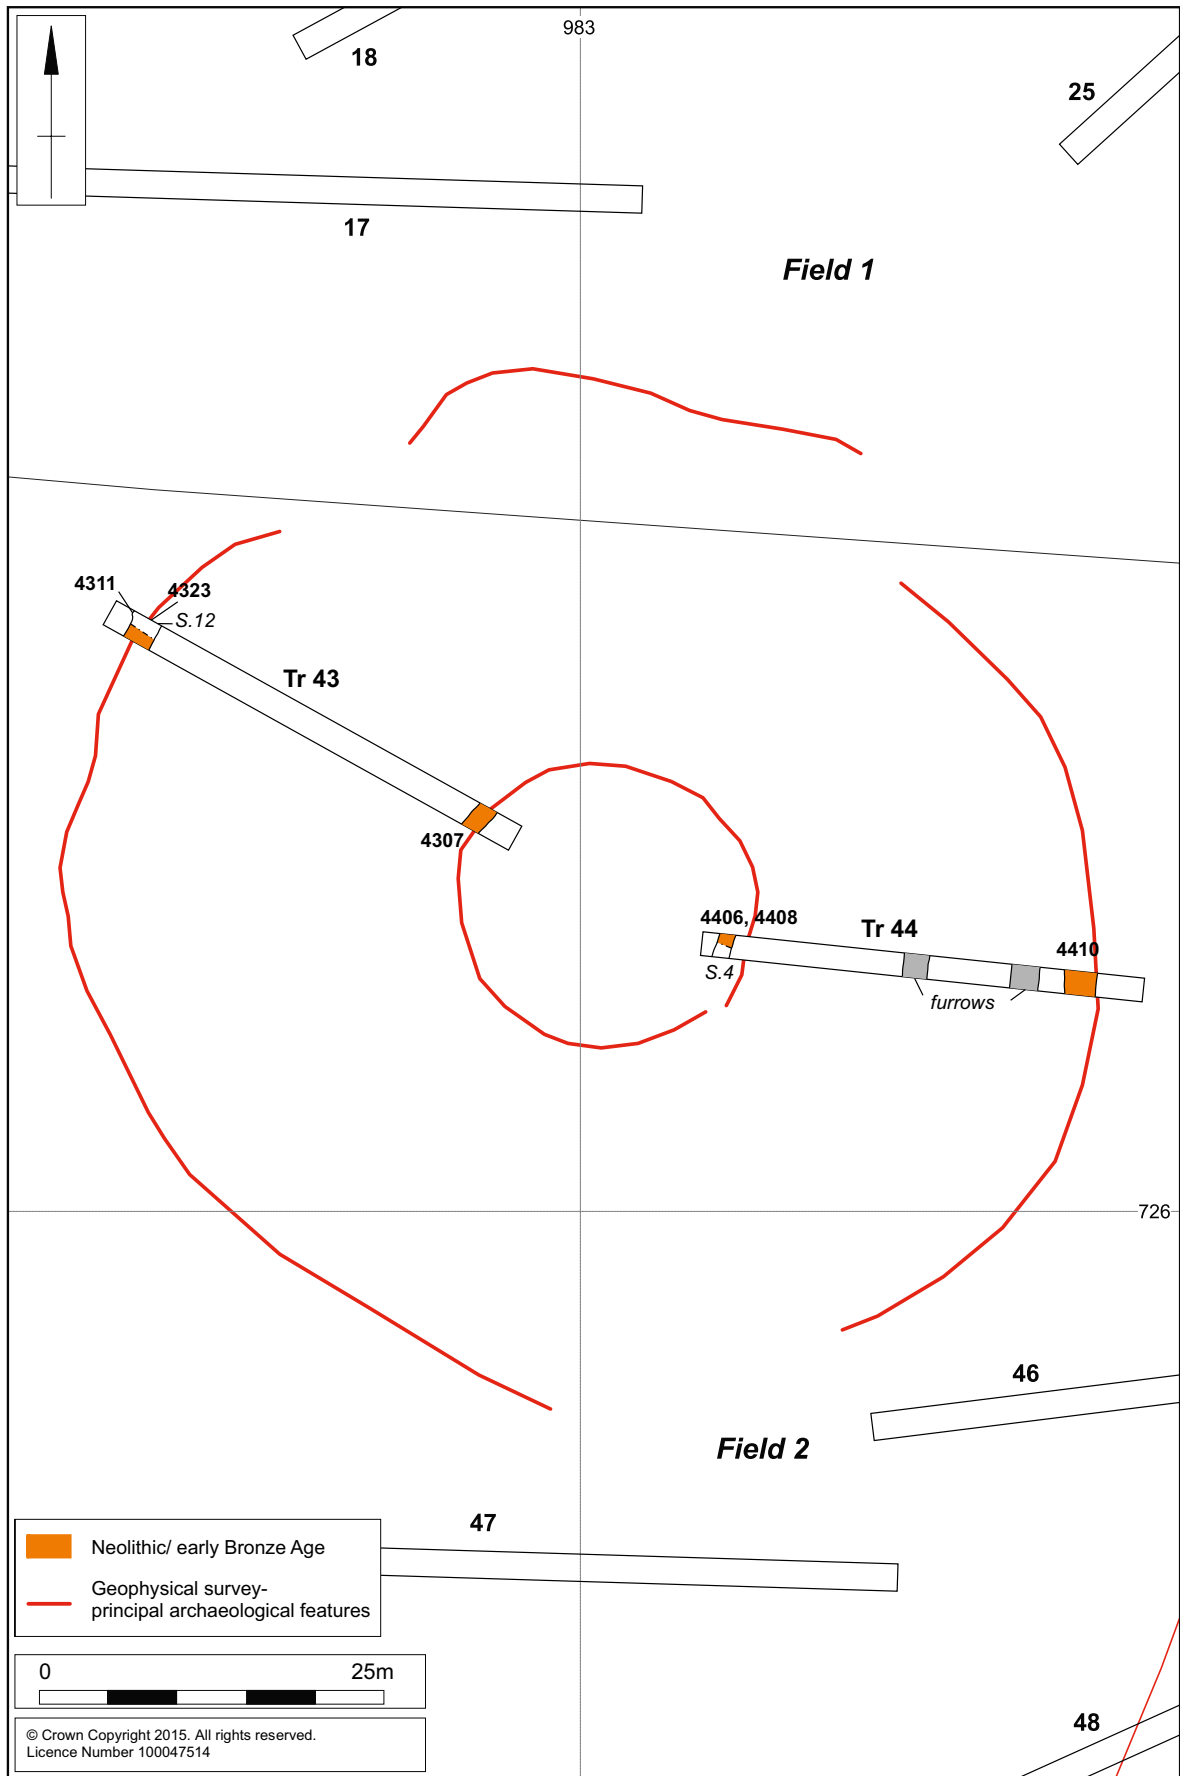 983
18
25
17
Field 1
4311
4323
S.12
Tr 43
4307
4406, 4408
Tr 44
4410
S.4
furrows
726
46
Field 2
47
Neolithic/ early Bronze Age
Geophysical survey-
principal archaeological features
0 25m
© Crown Copyright 2015. All rights reserved.
Licence Number 100047514
48